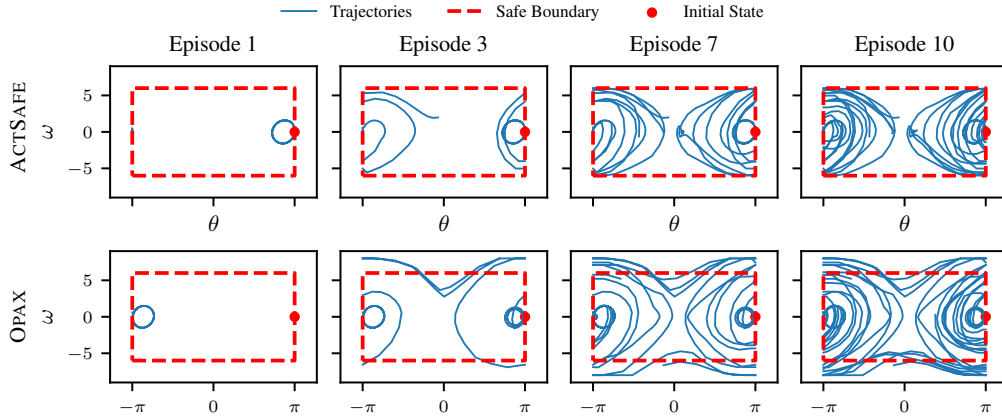 Trajectories Safe Boundary Initial State
Episode 1 Episode 3 Episode 7 Episode 10
ACTSAFE
ω
5
0
−5
θ θ θ θ
OPAX
ω
5
0
−5
−π 0 π −π 0 π −π 0 π −π 0 π